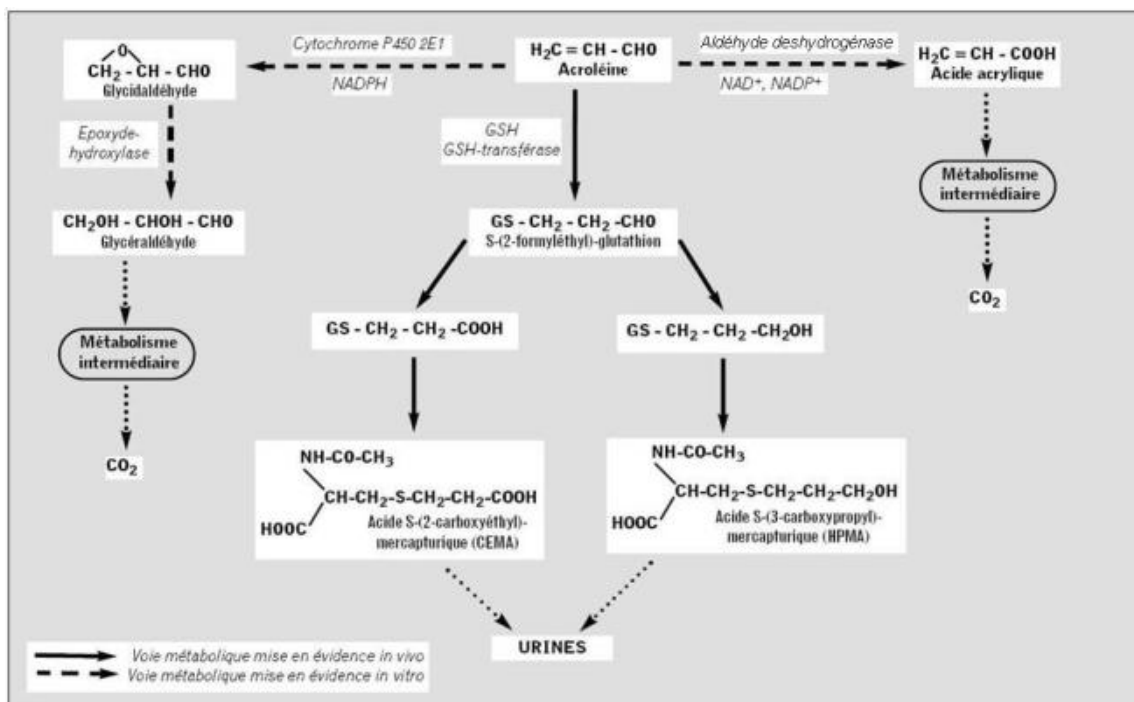 O
CH₂ - CH - CHO
Glycidaldéhyde
Cytochrome P450 2E1
NADPH
H₂C = CH - CHO
Acroléine
Aldéhyde deshydrogénase
NAD⁺, NADP⁺
H₂C = CH - COOH
Acide acrylique
Epoxyde-
hydroxylase
GSH
GSH-transférase
Métabolisme
intermédiaire
CO₂
CH₂OH - CHOH - CHO
Glycéraldéhyde
Métabolisme
intermédiaire
CO₂
GS - CH₂ - CH₂ -CHO
S-(2-formyléthyl)-glutathion
GS - CH₂ - CH₂ -COOH
GS - CH₂ - CH₂ -CH₂OH
NH-CO-CH₃
CH-CH₂-S-CH₂-CH₂-COOH
HOOC
Acide S-(2-carboxyéthyl)-
mercapturique (CEMA)
NH-CO-CH₃
CH-CH₂-S-CH₂-CH₂-CH₂OH
HOOC
Acide S-(3-carboxypropyl)-
mercapturique (HPMA)
URINES
Voie métabolique mise en évidence in vivo
Voie métabolique mise en évidence in vitro